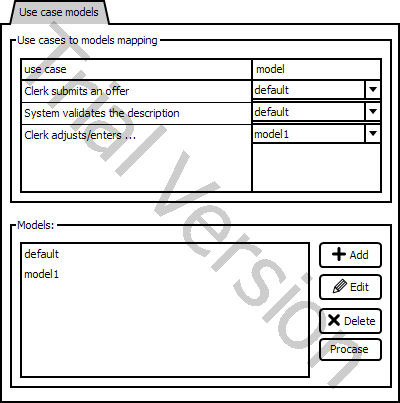 Use case models
Use cases to models mapping
use case model
Clerk submits an offer default
System validates the description default
Clerk adjusts/enters ... model1
Models:
default
model1
Add
Edit
Delete
Procase
Trial Version